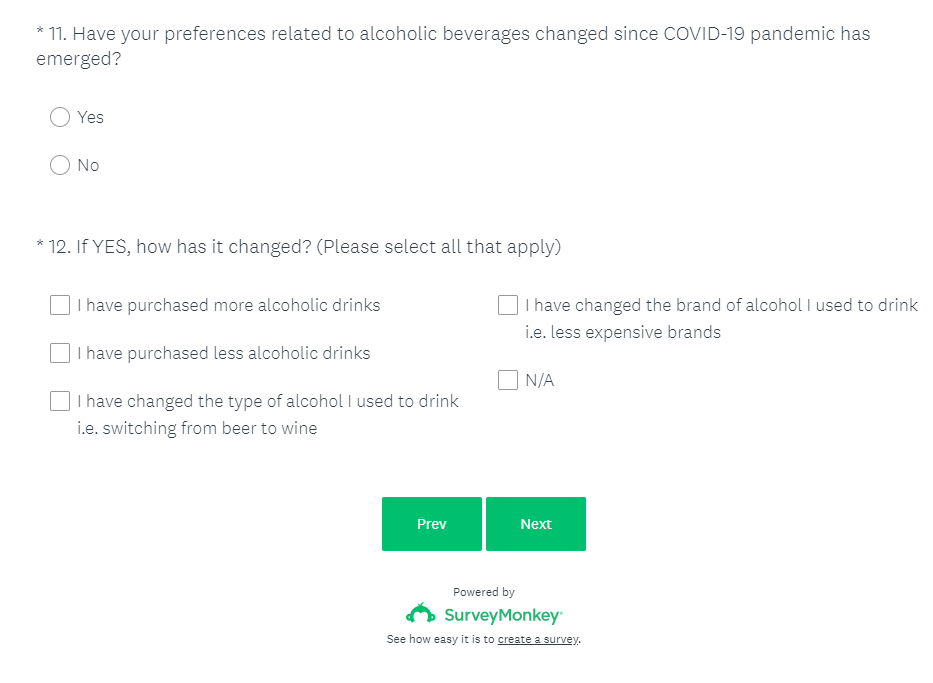 * 11. Have your preferences related to alcoholic beverages changed since COVID-19 pandemic has
emerged?
Yes
No
* 12. If YES, how has it changed? (Please select all that apply)
I have purchased more alcoholic drinks
I have purchased less alcoholic drinks
I have changed the type of alcohol I used to drink
i.e. switching from beer to wine
I have changed the brand of alcohol I used to drink
i.e. less expensive brands
N/A
Prev
Next
Powered by
SurveyMonkey
See how easy it is to create a survey.